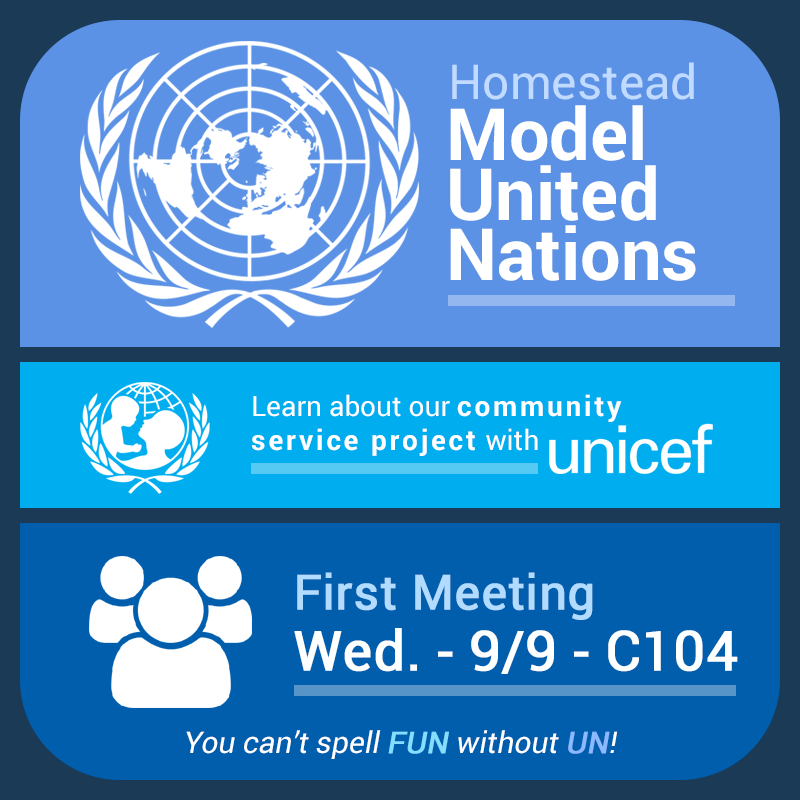 Homestead
Model
United
Nations
Learn about our community
service project with unicef
First Meeting
Wed. - 9/9 - C104
You can't spell FUN without UN!